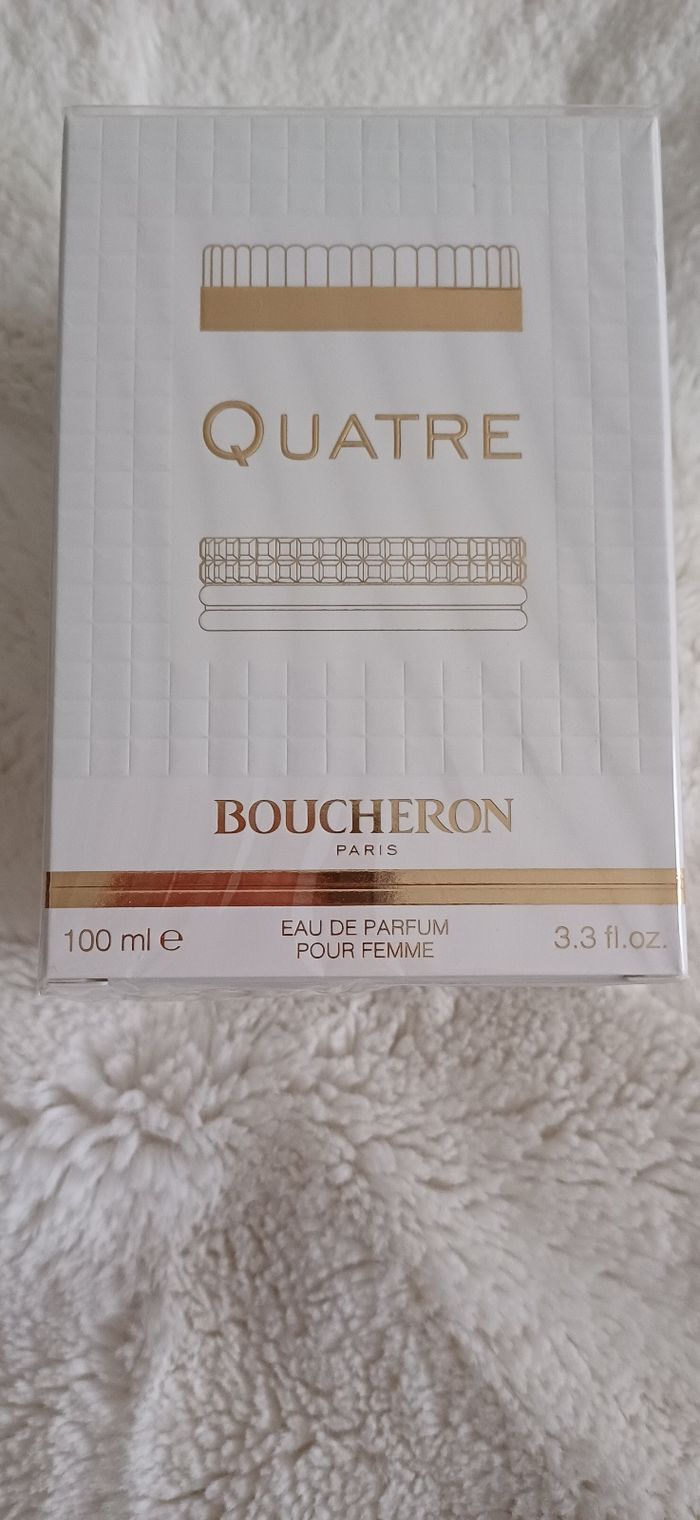 QUATRE
BOUCHERON
PARIS
100 ml ℮
EAU DE PARFUM
POUR FEMME
3.3 fl.oz.